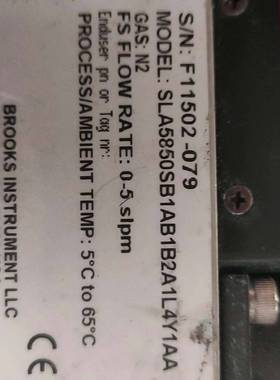 S/N: F11502-079
MODEL: SLA5850SB1AB1B2A1L4Y1AA
GAS: N2
FS FLOW RATE: 0-5 slpm
Enduser pn or Tag nr:
PROCESS/AMBIENT TEMP: 5°C to 65°C
BROOKS INSTRUMENT LLC
CE